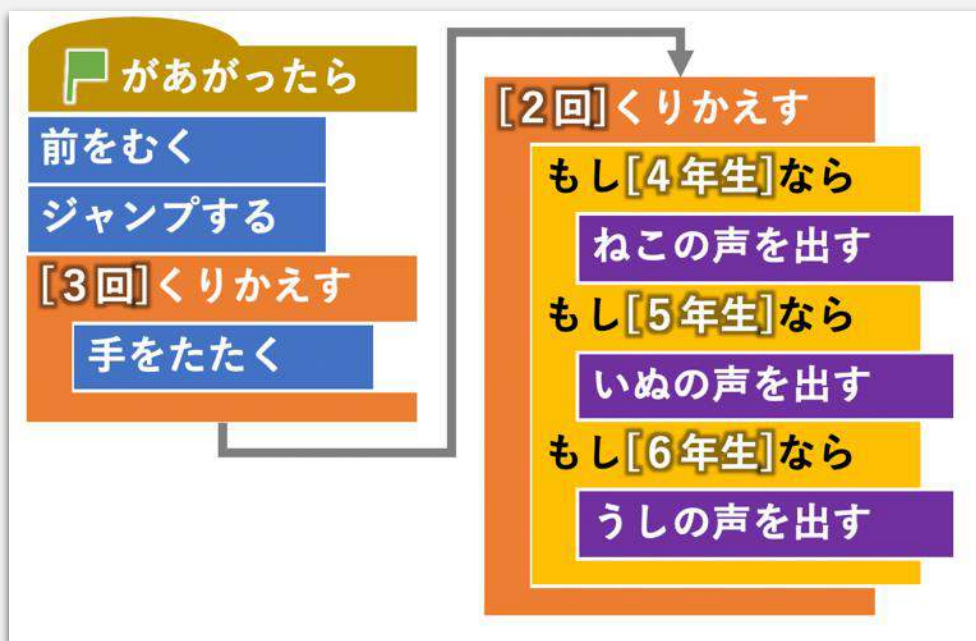 があがったら
前をむく
ジャンプする
[3回]くりかえす
手をたたく
[2回]くりかえす
もし[4年生]なら
ねこの声を出す
もし[5年生]なら
いぬの声を出す
もし[6年生]なら
うしの声を出す